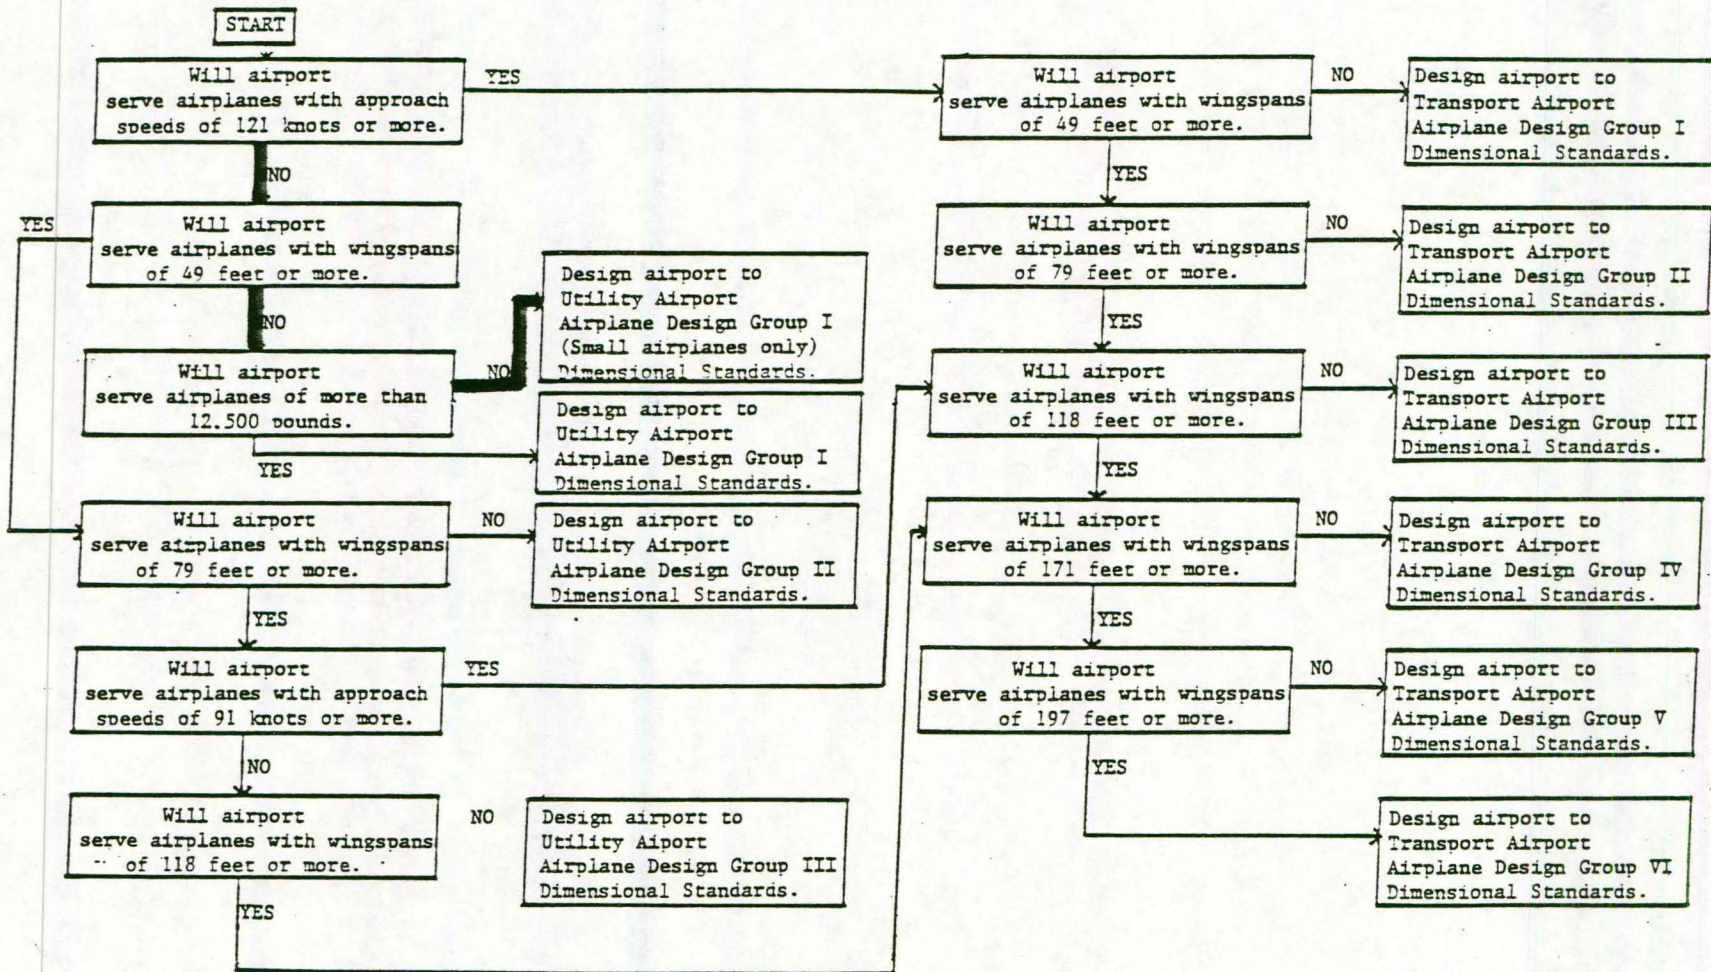 START
Will airport
serve airplanes with approach
speeds of 121 knots or more.
YES
NO
Will airport
serve airplanes with wingspans
of 49 feet or more.
YES
NO
Will airport
serve airplanes of more than
12.500 pounds.
NO
YES
Design airport to
Utility Airport
Airplane Design Group I
(Small airplanes only)
Dimensional Standards.
Design airport to
Utility Airport
Airplane Design Group I
Dimensional Standards.
Will airport
serve airplanes with wingspans
of 79 feet or more.
NO
YES
Design airport to
Utility Airport
Airplane Design Group II
Dimensional Standards.
Will airport
serve airplanes with approach
speeds of 91 knots or more.
YES
NO
Will airport
serve airplanes with wingspans
of 118 feet or more.
NO
YES
Design airport to
Utility Aiport
Airplane Design Group III
Dimensional Standards.
Will airport
serve airplanes with wingspans
of 49 feet or more.
NO
YES
Design airport to
Transport Airport
Airplane Design Group I
Dimensional Standards.
Will airport
serve airplanes with wingspans
of 79 feet or more.
NO
YES
Design airport to
Transport Airport
Airplane Design Group II
Dimensional Standards.
Will airport
serve airplanes with wingspans
of 118 feet or more.
NO
YES
Design airport to
Transport Airport
Airplane Design Group III
Dimensional Standards.
Will airport
serve airplanes with wingspans
of 171 feet or more.
NO
YES
Design airport to
Transport Airport
Airplane Design Group IV
Dimensional Standards.
Will airport
serve airplanes with wingspans
of 197 feet or more.
NO
YES
Design airport to
Transport Airport
Airplane Design Group V
Dimensional Standards.
Design airport to
Transport Airport
Airplane Design Group VI
Dimensional Standards.